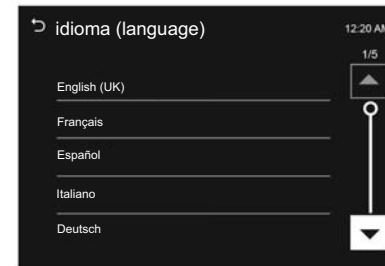 idioma (language)
12:20 AM
1/5
English (UK)
Français
Español
Italiano
Deutsch